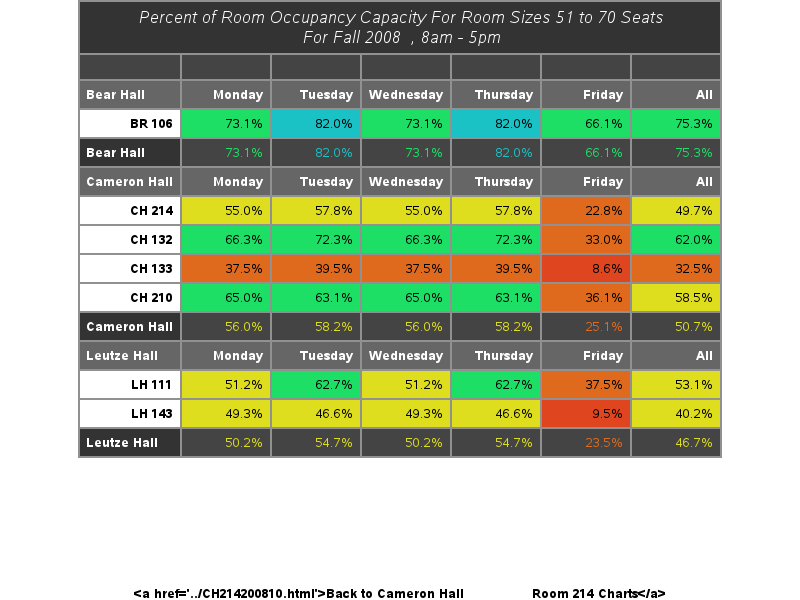 Percent of Room Occupancy Capacity For Room Sizes 51 to 70 Seats
For Fall 2008 , 8am - 5pm
Bear Hall Monday Tuesday Wednesday Thursday Friday All
BR 106 73.1% 82.0% 73.1% 82.0% 66.1% 75.3%
Bear Hall 73.1% 82.0% 73.1% 82.0% 66.1% 75.3%
Cameron Hall Monday Tuesday Wednesday Thursday Friday All
CH 214 55.0% 57.8% 55.0% 57.8% 22.8% 49.7%
CH 132 66.3% 72.3% 66.3% 72.3% 33.0% 62.0%
CH 133 37.5% 39.5% 37.5% 39.5% 8.6% 32.5%
CH 210 65.0% 63.1% 65.0% 63.1% 36.1% 58.5%
Cameron Hall 56.0% 58.2% 56.0% 58.2% 25.1% 50.7%
Leutze Hall Monday Tuesday Wednesday Thursday Friday All
LH 111 51.2% 62.7% 51.2% 62.7% 37.5% 53.1%
LH 143 49.3% 46.6% 49.3% 46.6% 9.5% 40.2%
Leutze Hall 50.2% 54.7% 50.2% 54.7% 23.5% 46.7%
<a href='../CH214200810.html'>Back to Cameron Hall Room 214 Charts</a>